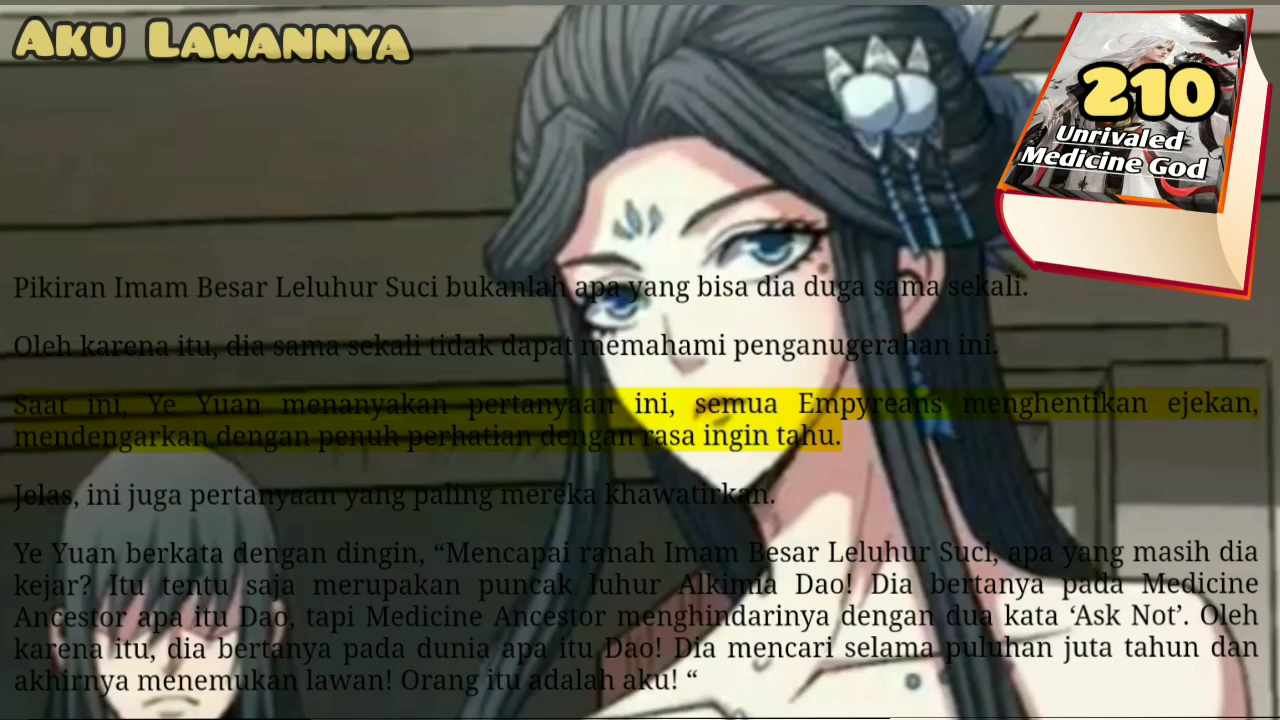 Aku Lawannya
210
Unrivaled
Medicine God
Pikiran Imam Besar Leluhur Suci bukanlah apa yang bisa dia duga sama sekali.
Oleh karena itu, dia sama sekali tidak dapat memahami penganugerahan ini.
Saat ini, Ye Yuan menanyakan pertanyaan ini, semua Empyreans menghentikan ejekan,
mendengarkan dengan penuh perhatian dengan rasa ingin tahu.
Jelas, ini juga pertanyaan yang paling mereka khawatirkan.
Ye Yuan berkata dengan dingin, “Mencapai ranah Imam Besar Leluhur Suci, apa yang masih dia
kejar? Itu tentu saja merupakan puncak luhur Alkimia Dao! Dia bertanya pada Medicine
Ancestor apa itu Dao, tapi Medicine Ancestor menghindarinya dengan dua kata ‘Ask Not’. Oleh
karena itu, dia bertanya pada dunia apa itu Dao! Dia mencari selama puluhan juta tahun dan
akhirnya menemukan lawan! Orang itu adalah aku! “